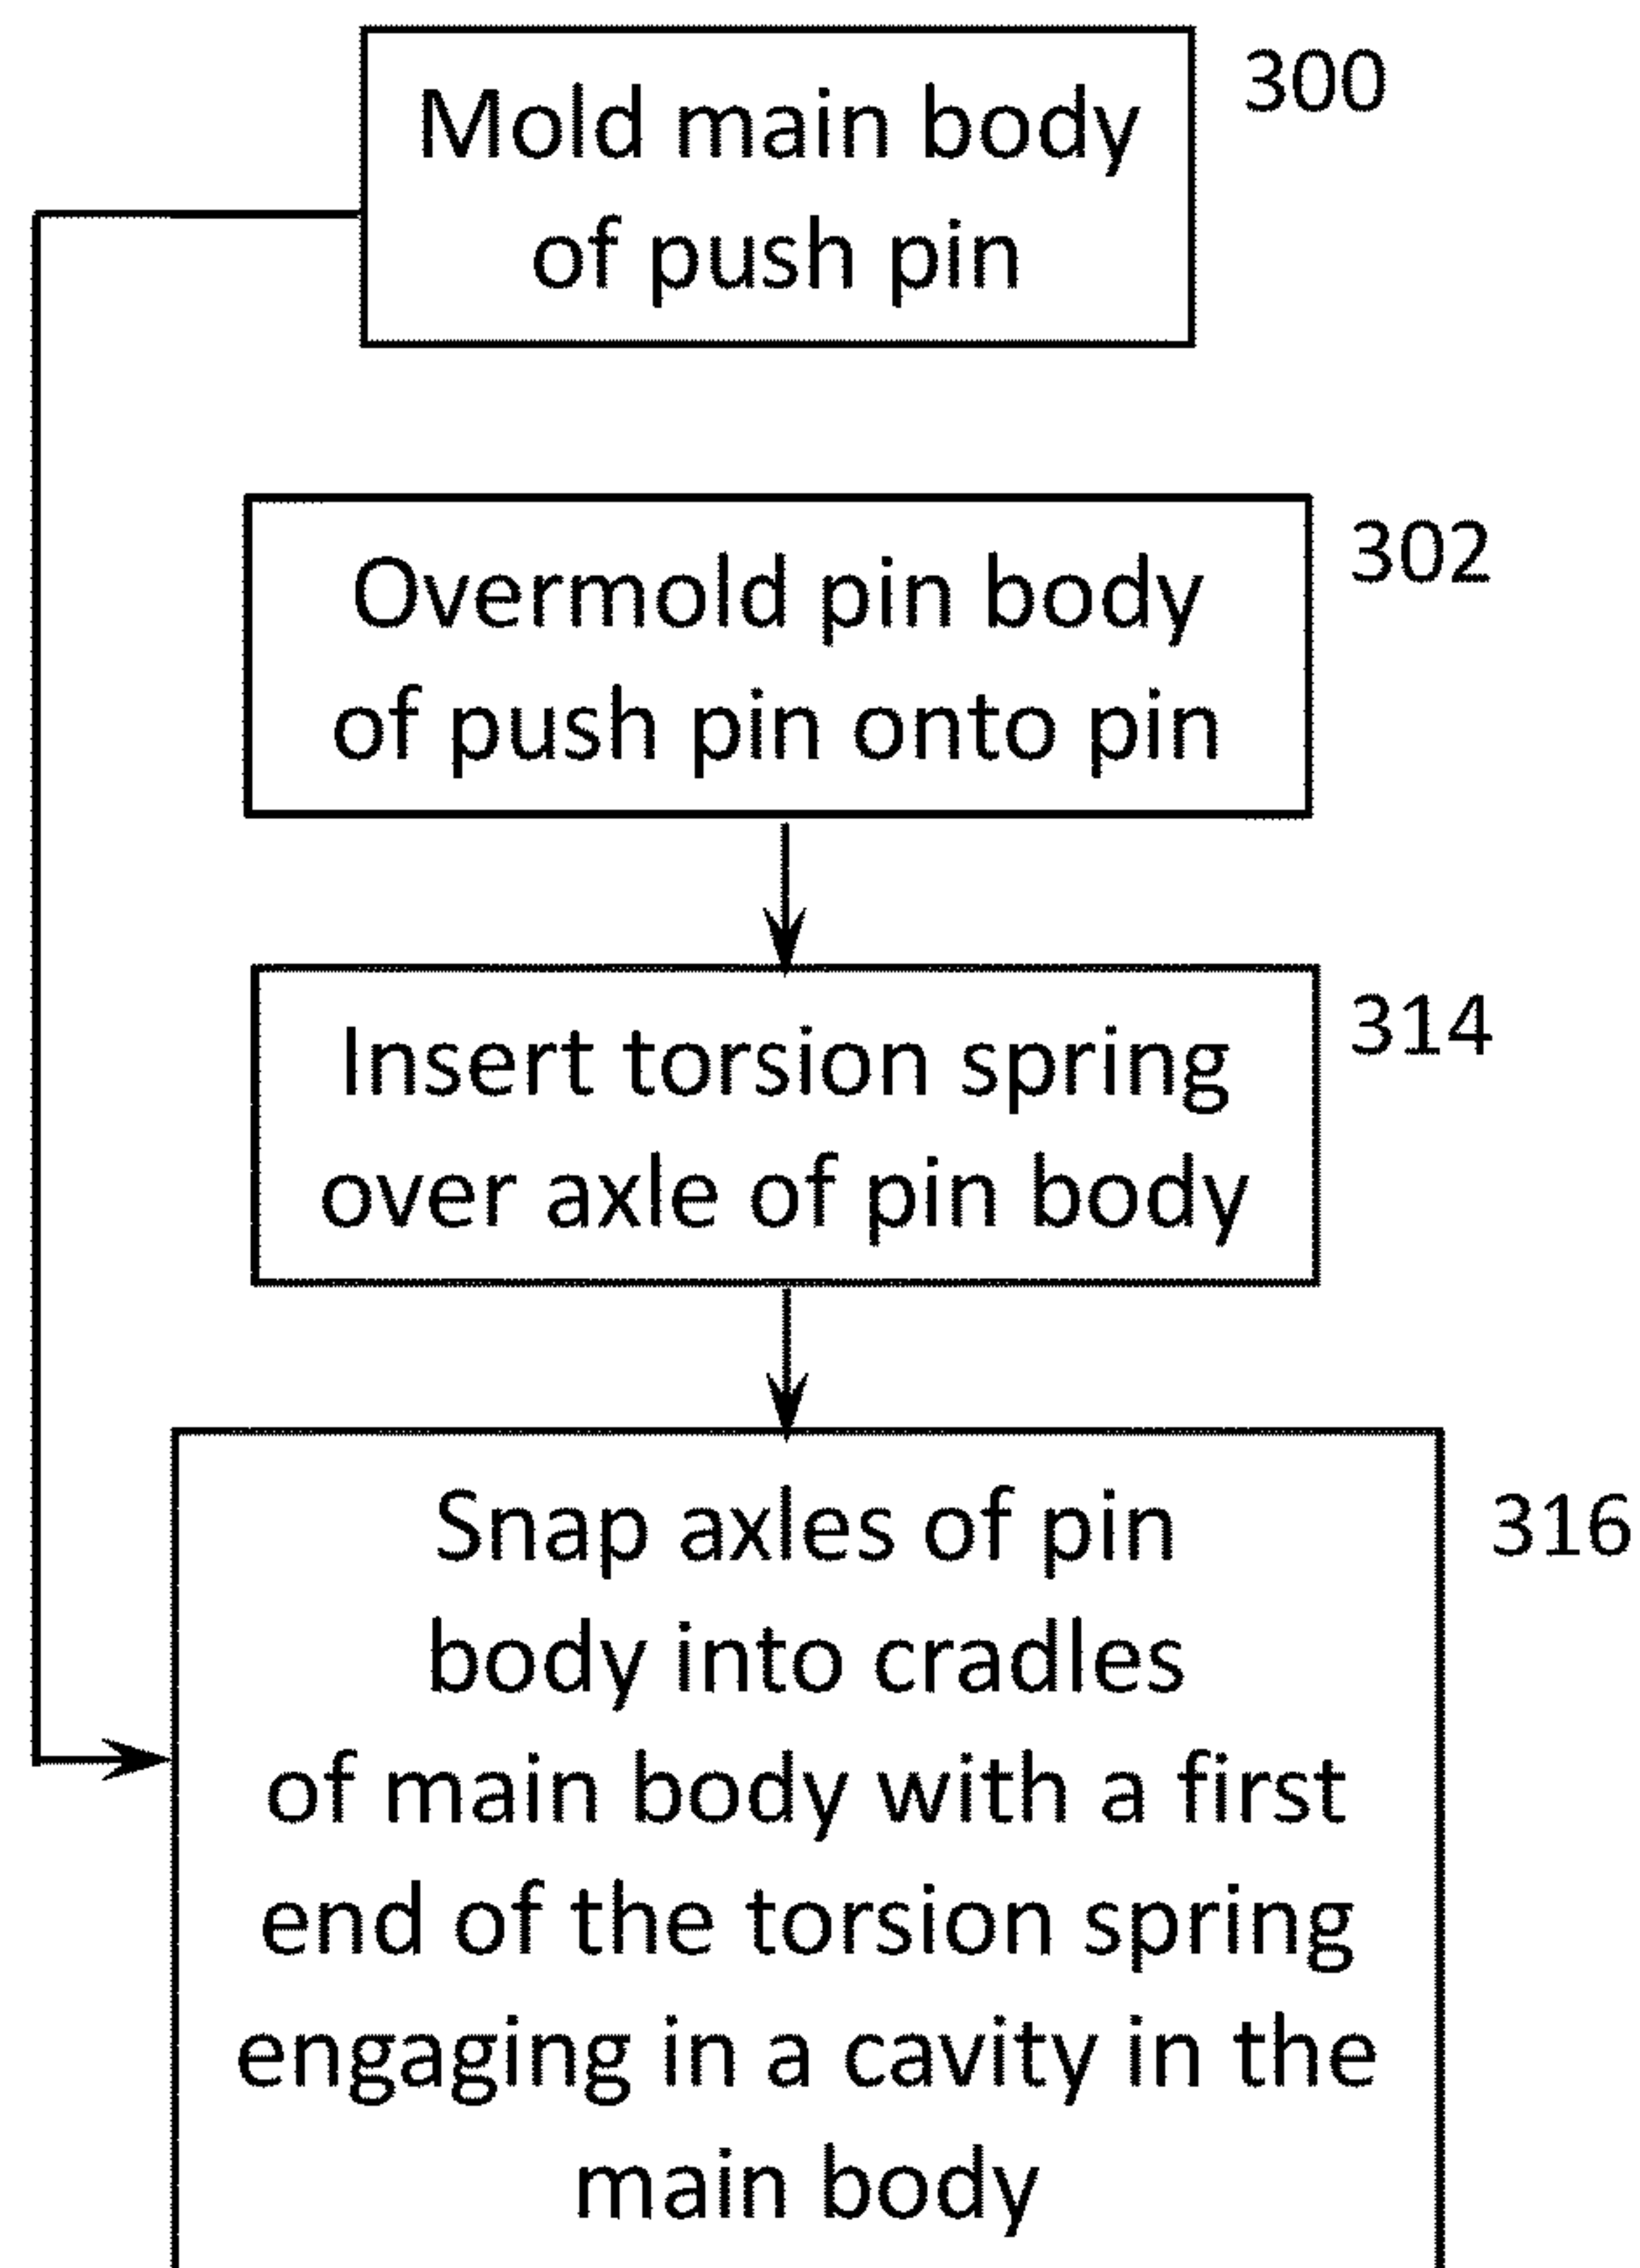 Mold main body
of push pin
300
Overmold pin body
of push pin onto pin
302
Insert torsion spring
over axle of pin body
314
Snap axles of pin
body into cradles
of main body with a first
end of the torsion spring
engaging in a cavity in the
main body
316